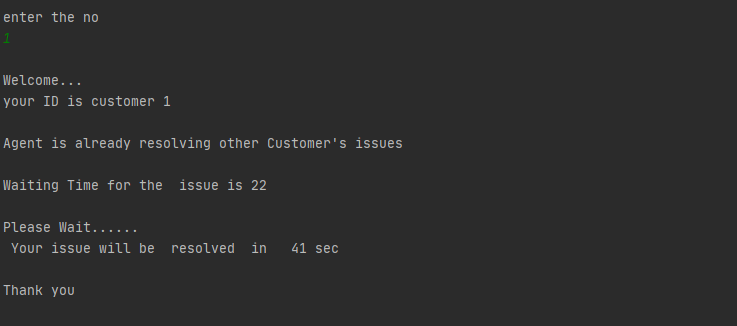 enter the no
1
Welcome...
your ID is customer 1
Agent is already resolving other Customer's issues
Waiting Time for the  issue is 22
Please Wait......
Your issue will be  resolved  in   41 sec
Thank you